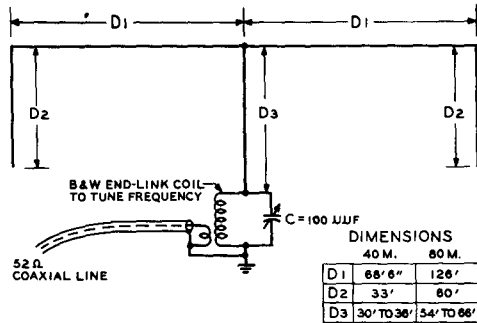 D1 D1
D2 D3 D2
B&W END-LINK COIL
TO TUNE FREQUENCY
C=100 μμF
52Ω
COAXIAL LINE
DIMENSIONS
40 M. 80 M.
D1 68'6" 126'
D2 33' 60'
D3 30' TO 36' 54' TO 66'